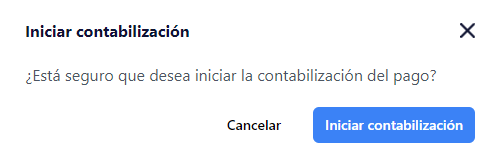 Iniciar contabilización
¿Está seguro que desea iniciar la contabilización del pago?
Cancelar
Iniciar contabilización